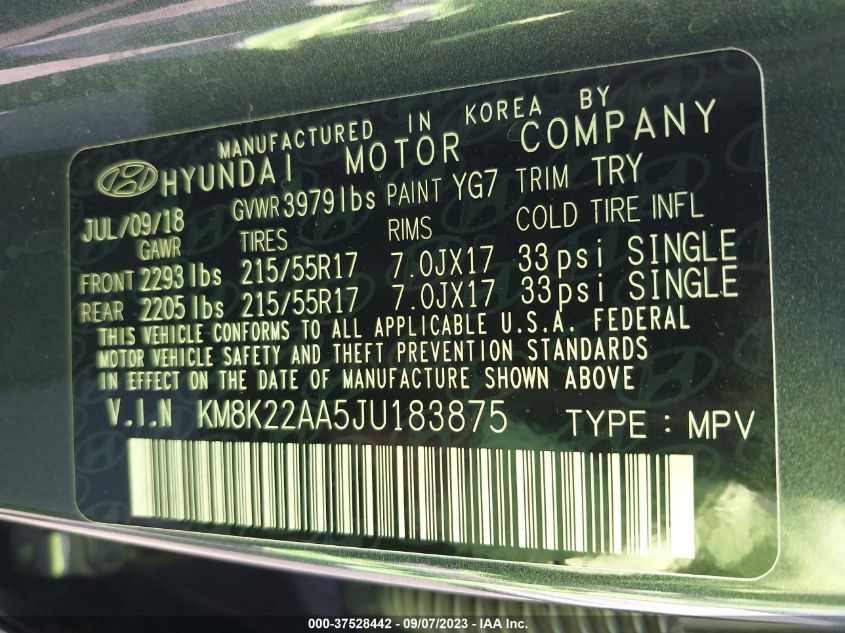 MANUFACTURED IN KOREA BY
HYUNDAI MOTOR COMPANY
JUL/09/18 GVWR 3979 lbs PAINT YG7 TRIM TRY
GAWR TIRES RIMS COLD TIRE INFL
FRONT 2293 lbs 215/55R17 7.0JX17 33psi SINGLE
REAR 2205 lbs 215/55R17 7.0JX17 33psi SINGLE
THIS VEHICLE CONFORMS TO ALL APPLICABLE U.S.A. FEDERAL
MOTOR VEHICLE SAFETY AND THEFT PREVENTION STANDARDS
IN EFFECT ON THE DATE OF MANUFACTURE SHOWN ABOVE
V.I.N KM8K22AA5JU183875 TYPE : MPV
000-37528442 - 09/07/2023 - © IAA, Inc.